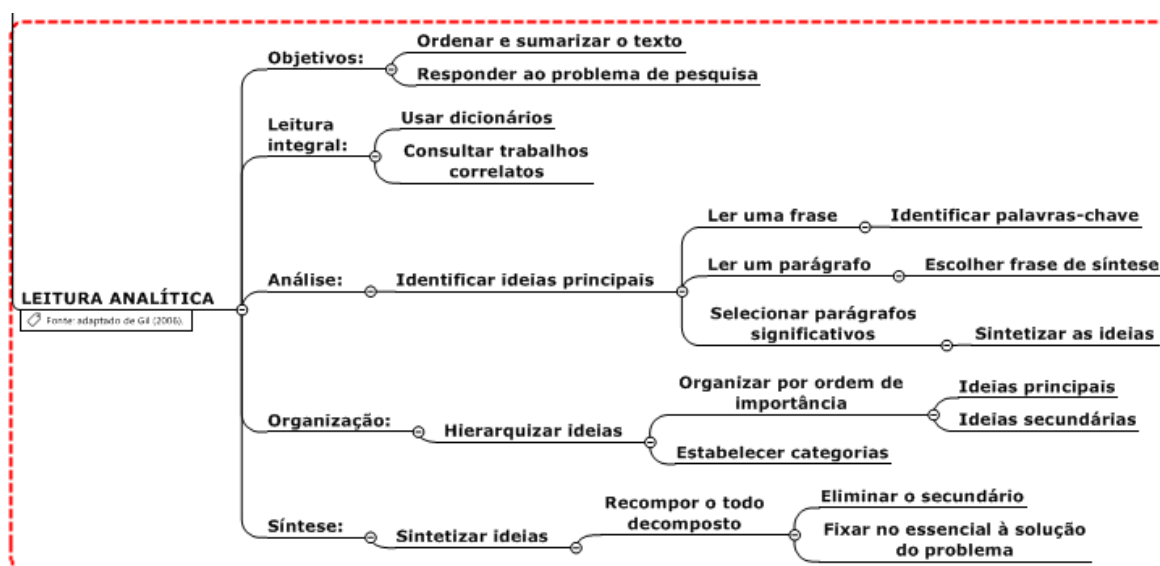 LEITURA ANALÍTICA
Fonte: adaptado de Gil (2006).
Objetivos:
Ordenar e sumarizar o texto
Responder ao problema de pesquisa
Leitura
integral:
Usar dicionários
Consultar trabalhos
correlatos
Análise:
Identificar ideias principais
Ler uma frase
Identificar palavras-chave
Ler um parágrafo
Escolher frase de síntese
Selecionar parágrafos
significativos
Sintetizar as ideias
Organização:
Hierarquizar ideias
Organizar por ordem de
importância
Ideias principais
Ideias secundárias
Estabelecer categorias
Síntese:
Sintetizar ideias
Recompor o todo
decomposto
Eliminar o secundário
Fixar no essencial à solução
do problema